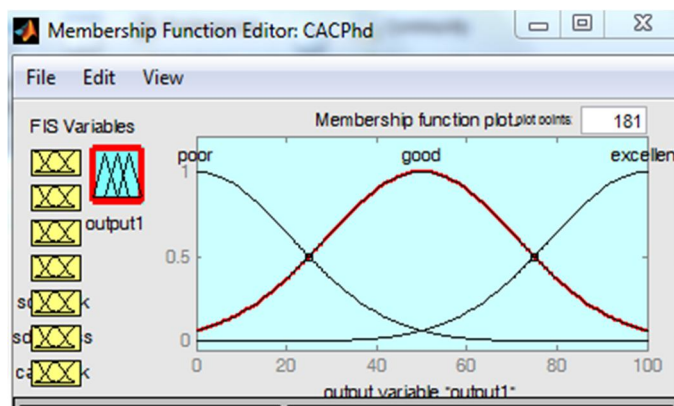 Membership Function Editor: CACPhd
File Edit View
FIS Variables
Membership function plots
plot points: 181
poor good excellen
output1
1
0.5
0
0 20 40 60 80 100
output variable "output1"